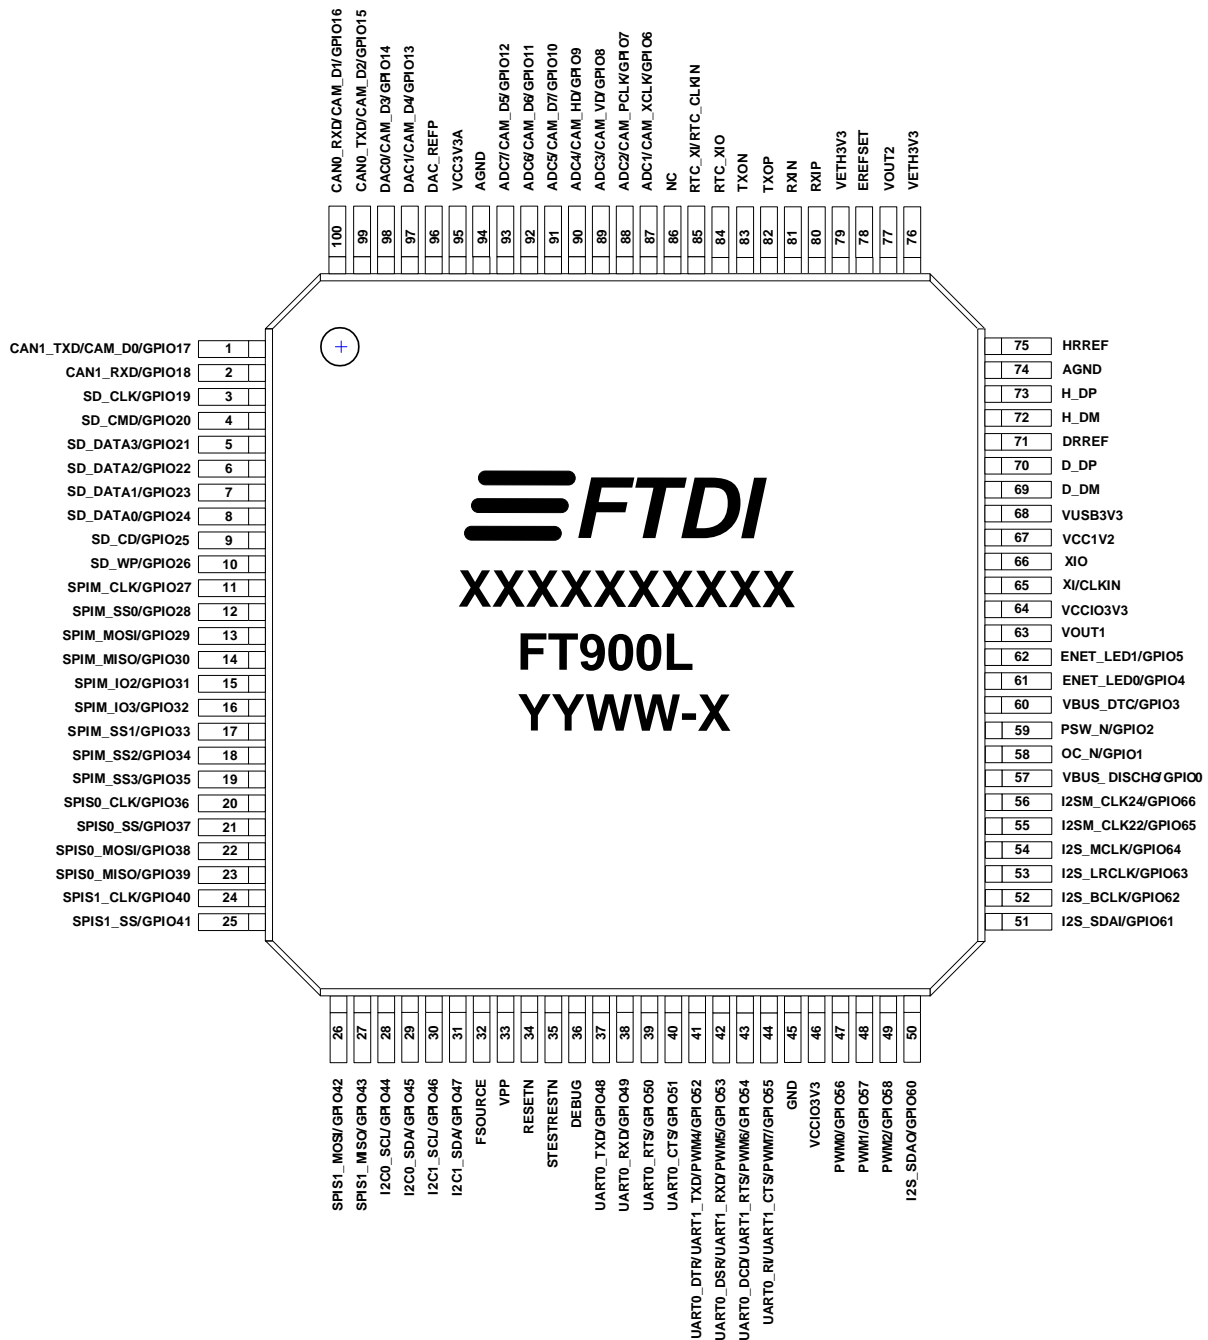 CAN0_RXD/CAM_D1/GPIO16
CAN0_TXD/CAM_D2/GPIO15
DAC0/CAM_D3/GPIO14
DAC1/CAM_D4/GPIO13
DAC_REFP
VCC3V3A
AGND
ADC7/CAM_D5/GPIO12
ADC6/CAM_D6/GPIO11
ADC5/CAM_D7/GPIO10
ADC4/CAM_HD/GPIO9
ADC3/CAM_VD/GPIO8
ADC2/CAM_PCLK/GPIO7
ADC1/CAM_XCLK/GPIO6
NC
RTC_XI/RTC_CLKIN
RTC_XIO
TXON
TXOP
RXIN
RXIP
VETH3V3
EREFSET
VOUT2
VETH3V3
100
99
98
97
96
95
94
93
92
91
90
89
88
87
86
85
84
83
82
81
80
79
78
77
76
CAN1_TXD/CAM_D0/GPIO17 1
CAN1_RXD/GPIO18 2
SD_CLK/GPIO19 3
SD_CMD/GPIO20 4
SD_DATA3/GPIO21 5
SD_DATA2/GPIO22 6
SD_DATA1/GPIO23 7
SD_DATA0/GPIO24 8
SD_CD/GPIO25 9
SD_WP/GPIO26 10
SPIM_CLK/GPIO27 11
SPIM_SS0/GPIO28 12
SPIM_MOSI/GPIO29 13
SPIM_MISO/GPIO30 14
SPIM_IO2/GPIO31 15
SPIM_IO3/GPIO32 16
SPIM_SS1/GPIO33 17
SPIM_SS2/GPIO34 18
SPIM_SS3/GPIO35 19
SPIS0_CLK/GPIO36 20
SPIS0_SS/GPIO37 21
SPIS0_MOSI/GPIO38 22
SPIS0_MISO/GPIO39 23
SPIS1_CLK/GPIO40 24
SPIS1_SS/GPIO41 25
FTDI
XXXXXXXXXX
FT900L
YYWW-X
75 HRREF
74 AGND
73 H_DP
72 H_DM
71 DRREF
70 D_DP
69 D_DM
68 VUSB3V3
67 VCC1V2
66 XIO
65 XI/CLKIN
64 VCCIO3V3
63 VOUT1
62 ENET_LED1/GPIO5
61 ENET_LED0/GPIO4
60 VBUS_DTC/GPIO3
59 PSW_N/GPIO2
58 OC_N/GPIO1
57 VBUS_DISCHG/GPIO0
56 I2SM_CLK24/GPIO66
55 I2SM_CLK22/GPIO65
54 I2S_MCLK/GPIO64
53 I2S_LRCLK/GPIO63
52 I2S_BCLK/GPIO62
51 I2S_SDAI/GPIO61
26
27
28
29
30
31
32
33
34
35
36
37
38
39
40
41
42
43
44
45
46
47
48
49
50
SPIS1_MOSI/GPIO42
SPIS1_MISO/GPIO43
I2C0_SCL/GPIO44
I2C0_SDA/GPIO45
I2C1_SCL/GPIO46
I2C1_SDA/GPIO47
FSOURCE
VPP
RESETN
STESTRESTN
DEBUG
UART0_TXD/GPIO48
UART0_RXD/GPIO49
UART0_RTS/GPIO50
UART0_CTS/GPIO51
UART0_DTR/UART1_TXD/PWM4/GPIO52
UART0_DSR/UART1_RXD/PWM5/GPIO53
UART0_DCD/UART1_RTS/PWM6/GPIO54
UART0_RI/UART1_CTS/PWM7/GPIO55
GND
VCCIO3V3
PWM0/GPIO56
PWM1/GPIO57
PWM2/GPIO58
I2S_SDAO/GPIO60